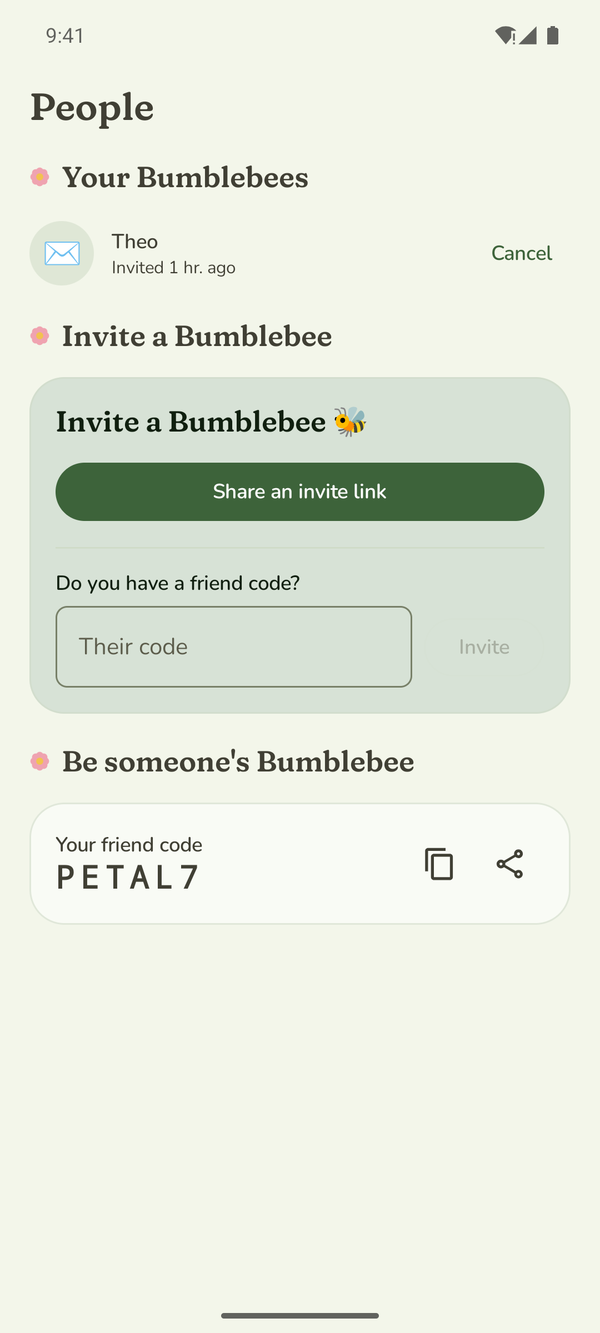 9:41
People
Your Bumblebees
Theo
Invited 1 hr. ago
Cancel
Invite a Bumblebee
Invite a Bumblebee 🐝
Share an invite link
Do you have a friend code?
Their code
Invite
Be someone's Bumblebee
Your friend code
PETAL7